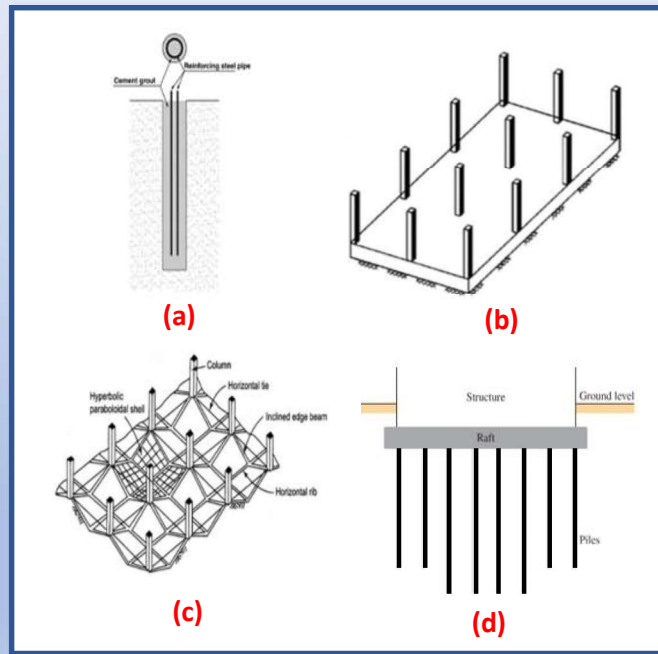 Reinforcing steel pipe
Cement grout
(a)
(b)
Column
Horizontal tie
Hyperbolic
paraboloidal shell
Inclined edge beam
Horizontal rib
(c)
Structure
Ground level
Raft
Piles
(d)